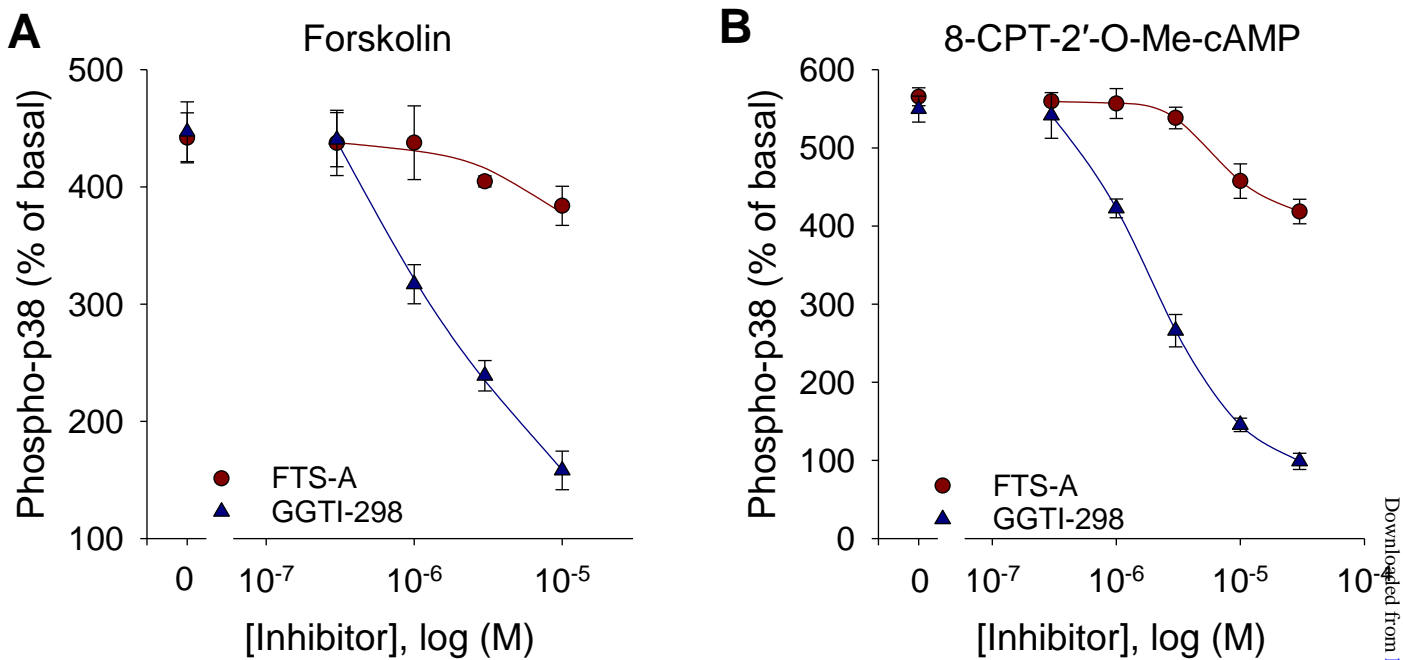 A
Forskolin
Phospho-p38 (% of basal)
500
400
300
200
100
FTS-A
GGTI-298
0
10-7
10-6
10-5
[Inhibitor], log (M)
B
8-CPT-2′-O-Me-cAMP
Phospho-p38 (% of basal)
600
500
400
300
200
100
0
FTS-A
GGTI-298
0
10-7
10-6
10-5
10-4
[Inhibitor], log (M)
Downloaded from